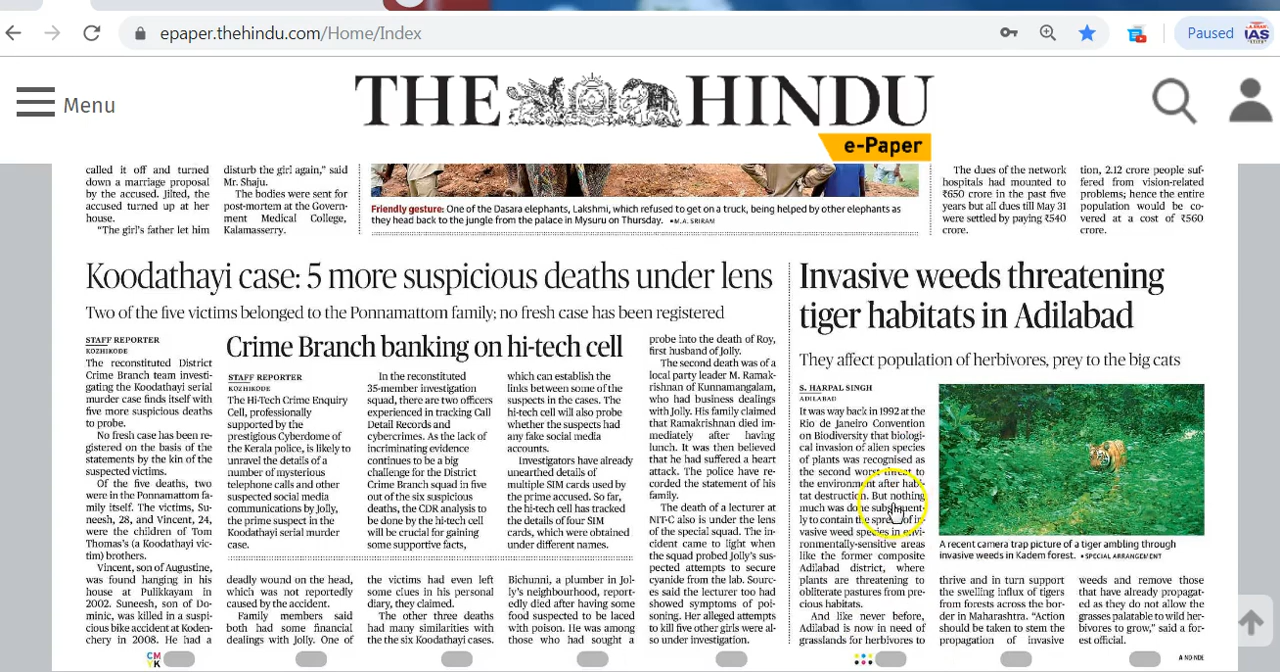 epaper.thehindu.com/Home/Index
Paused
IAS
Menu
THE HINDU
e-Paper
called it off and turned
down a marriage proposal
by the accused. Jilted, the
accused turned up at her
house.
"The girl's father let him
disturb the girl again," said
Mr. Shaju.
The bodies were sent for
post-mortem at the Govern-
ment Medical College,
Kalamasserry.
Friendly gesture: One of the Dasara elephants, Lakshmi, which refused to get on a truck, being helped by other elephants as
they head back to the jungle from the palace in Mysuru on Thursday. •M.A. SRIRAM
The dues of the network
hospitals had mounted to
₹650 crore in the past five
years but all dues till May 31
were settled by paying ₹540
crore.
tion, 2.12 crore people suf-
fered from vision-related
problems; hence the entire
population would be co-
vered at a cost of ₹560
crore.
Koodathayi case: 5 more suspicious deaths under lens
Two of the five victims belonged to the Ponnamattom family; no fresh case has been registered
STAFF REPORTER
KOZHIKODE
The reconstituted District
Crime Branch team investi-
gating the Koodathayi serial
murder case finds itself with
five more suspicious deaths
to probe.
No fresh case has been re-
gistered on the basis of the
statements by the kin of the
suspected victims.
Of the five deaths, two
were in the Ponnamattom fa-
mily itself. The victims, Su-
neesh, 28, and Vincent, 24,
were the children of Tom
Thomas's (a Koodathayi vic-
tim) brothers.
Vincent, son of Augustine,
was found hanging in his
house at Pulikkayam in
2002. Suneesh, son of Do-
minic, was killed in a suspi-
cious bike accident at Koden-
chery in 2008. He had a
Crime Branch banking on hi-tech cell
STAFF REPORTER
KOZHIKODE
The Hi-Tech Crime Enquiry
Cell, professionally
supported by the
prestigious Cyberdome of
the Kerala police, is likely to
unravel the details of a
number of mysterious
telephone calls and other
suspected social media
communications by Jolly,
the prime suspect in the
Koodathayi serial murder
case.
In the reconstituted
35-member investigation
squad, there are two officers
experienced in tracking Call
Detail Records and
cybercrimes. As the lack of
incriminating evidence
continues to be a big
challenge for the District
Crime Branch squad in five
out of the six suspicious
deaths, the CDR analysis to
be done by the hi-tech cell
will be crucial for gaining
some supportive facts,
which can establish the
links between some of the
suspects in the cases. The
hi-tech cell will also probe
whether the suspects had
any fake social media
accounts.
Investigators have already
unearthed details of
multiple SIM cards used by
the prime accused. So far,
the hi-tech cell has tracked
the details of four SIM
cards, which were obtained
under different names.
deadly wound on the head,
which was not reportedly
caused by the accident.
Family members said
both had some financial
dealings with Jolly. One of
the victims had even left
some clues in his personal
diary, they claimed.
The other three deaths
had many similarities with
the six Koodathayi cases.
Bichunni, a plumber in Jol-
ly's neighbourhood, report-
edly died after having some
food suspected to be laced
with poison. He was among
those who had sought a
probe into the death of Roy,
first husband of Jolly.
The second death was of a
local party leader M. Ramak-
rishnan of Kunnamangalam,
who had business dealings
with Jolly. His family claimed
that Ramakrishnan died im-
mediately after having
lunch. It was then believed
that he had suffered a heart
attack. The police have re-
corded the statement of his
family.
The death of a lecturer at
NIT-C also is under the lens
of the special squad. The in-
cident came to light when
the squad probed Jolly's sus-
pected attempts to secure
cyanide from the lab. Sourc-
es said the lecturer too had
showed symptoms of poi-
soning. Her alleged attempts
to kill five other girls were al-
so under investigation.
Invasive weeds threatening
tiger habitats in Adilabad
They affect population of herbivores, prey to the big cats
S. HARPAL SINGH
ADILABAD
It was way back in 1992 at the
Rio de Janeiro Convention
on Biodiversity that biologi-
cal invasion of alien species
of plants was recognised as
the second worst threat to
the environment after habi-
tat destruction. But nothing
much was done substquent-
ly to contain the spread of in-
vasive weed species in envi-
ronmentally-sensitive areas
like the former composite
Adilabad district, where
plants are threatening to
obliterate pastures from pre-
cious habitats.
And like never before,
Adilabad is now in need of
grasslands for herbivores to
A recent camera trap picture of a tiger ambling through
invasive weeds in Kadem forest. •SPECIAL ARRANGEMENT
thrive and in turn support
the swelling influx of tigers
from forests across the bor-
der in Maharashtra. "Action
should be taken to stem the
propagation of invasive
weeds and remove those
that have already propagat-
ed as they do not allow the
grasses palatable to wild her-
bivores to grow," said a for-
est official.
CM
YK
A ND NDE